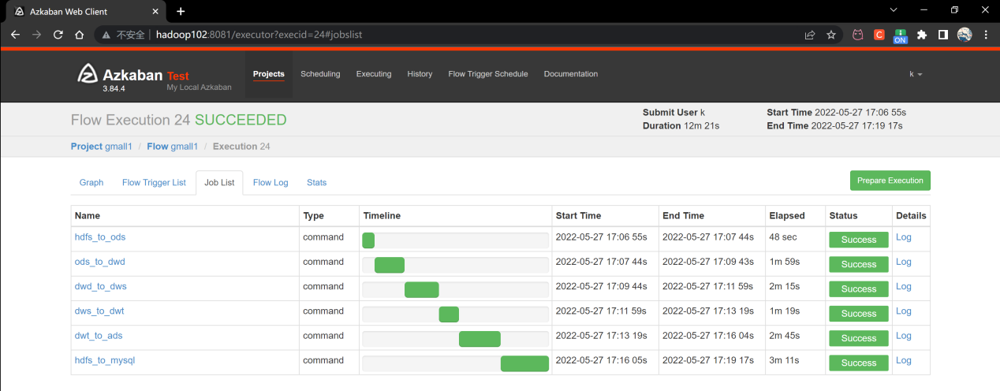 Azkaban Web Client
不安全 hadoop102:8081/executor?execid=24#jobslist
C
ON
Azkaban Test
3.84.4 My Local Azkaban
Projects Scheduling Executing History Flow Trigger Schedule Documentation k
Flow Execution 24 SUCCEEDED
Submit User k Start Time 2022-05-27 17:06 55s
Duration 12m 21s End Time 2022-05-27 17:19 17s
Project gmall1 / Flow gmall1 / Execution 24
Graph Flow Trigger List Job List Flow Log Stats Prepare Execution
Name Type Timeline Start Time End Time Elapsed Status Details
hdfs_to_ods command 2022-05-27 17:06 55s 2022-05-27 17:07 44s 48 sec Success Log
ods_to_dwd command 2022-05-27 17:07 44s 2022-05-27 17:09 43s 1m 59s Success Log
dwd_to_dws command 2022-05-27 17:09 44s 2022-05-27 17:11 59s 2m 15s Success Log
dws_to_dwt command 2022-05-27 17:11 59s 2022-05-27 17:13 19s 1m 19s Success Log
dwt_to_ads command 2022-05-27 17:13 19s 2022-05-27 17:16 04s 2m 45s Success Log
hdfs_to_mysql command 2022-05-27 17:16 05s 2022-05-27 17:19 17s 3m 11s Success Log